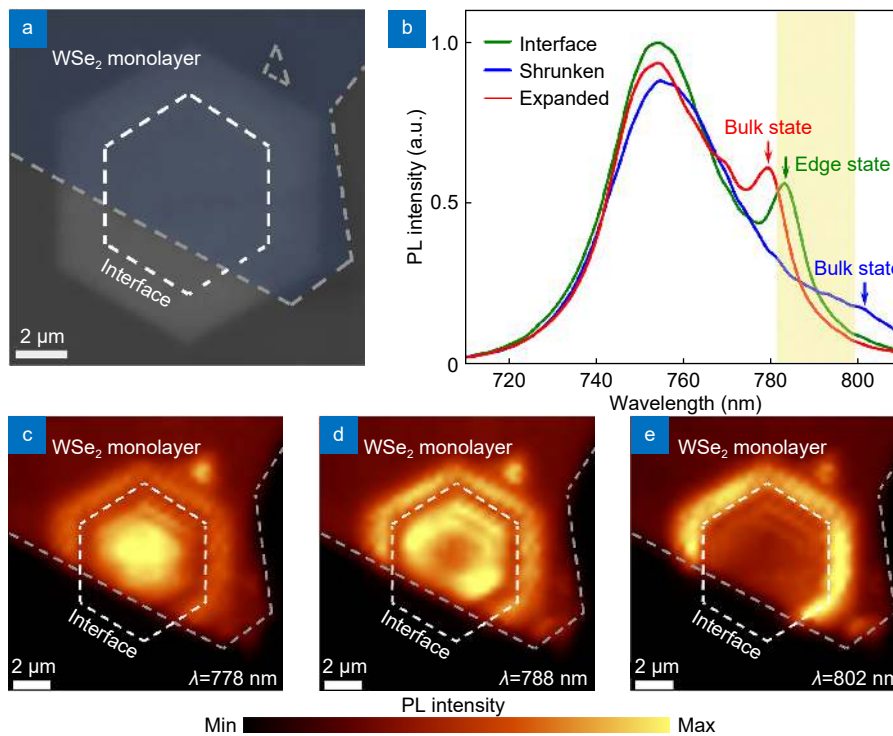 a
WSe₂ monolayer
Interface
2 μm
b
PL intensity (a.u.)
1.0
0.5
0
Interface
Shrunken
Expanded
Bulk state
Edge state
Bulk state
720 740 760 780 800
Wavelength (nm)
c
WSe₂ monolayer
Interface
2 μm
λ=778 nm
d
WSe₂ monolayer
Interface
2 μm
λ=788 nm
e
WSe₂ monolayer
Interface
2 μm
λ=802 nm
PL intensity
Min Max